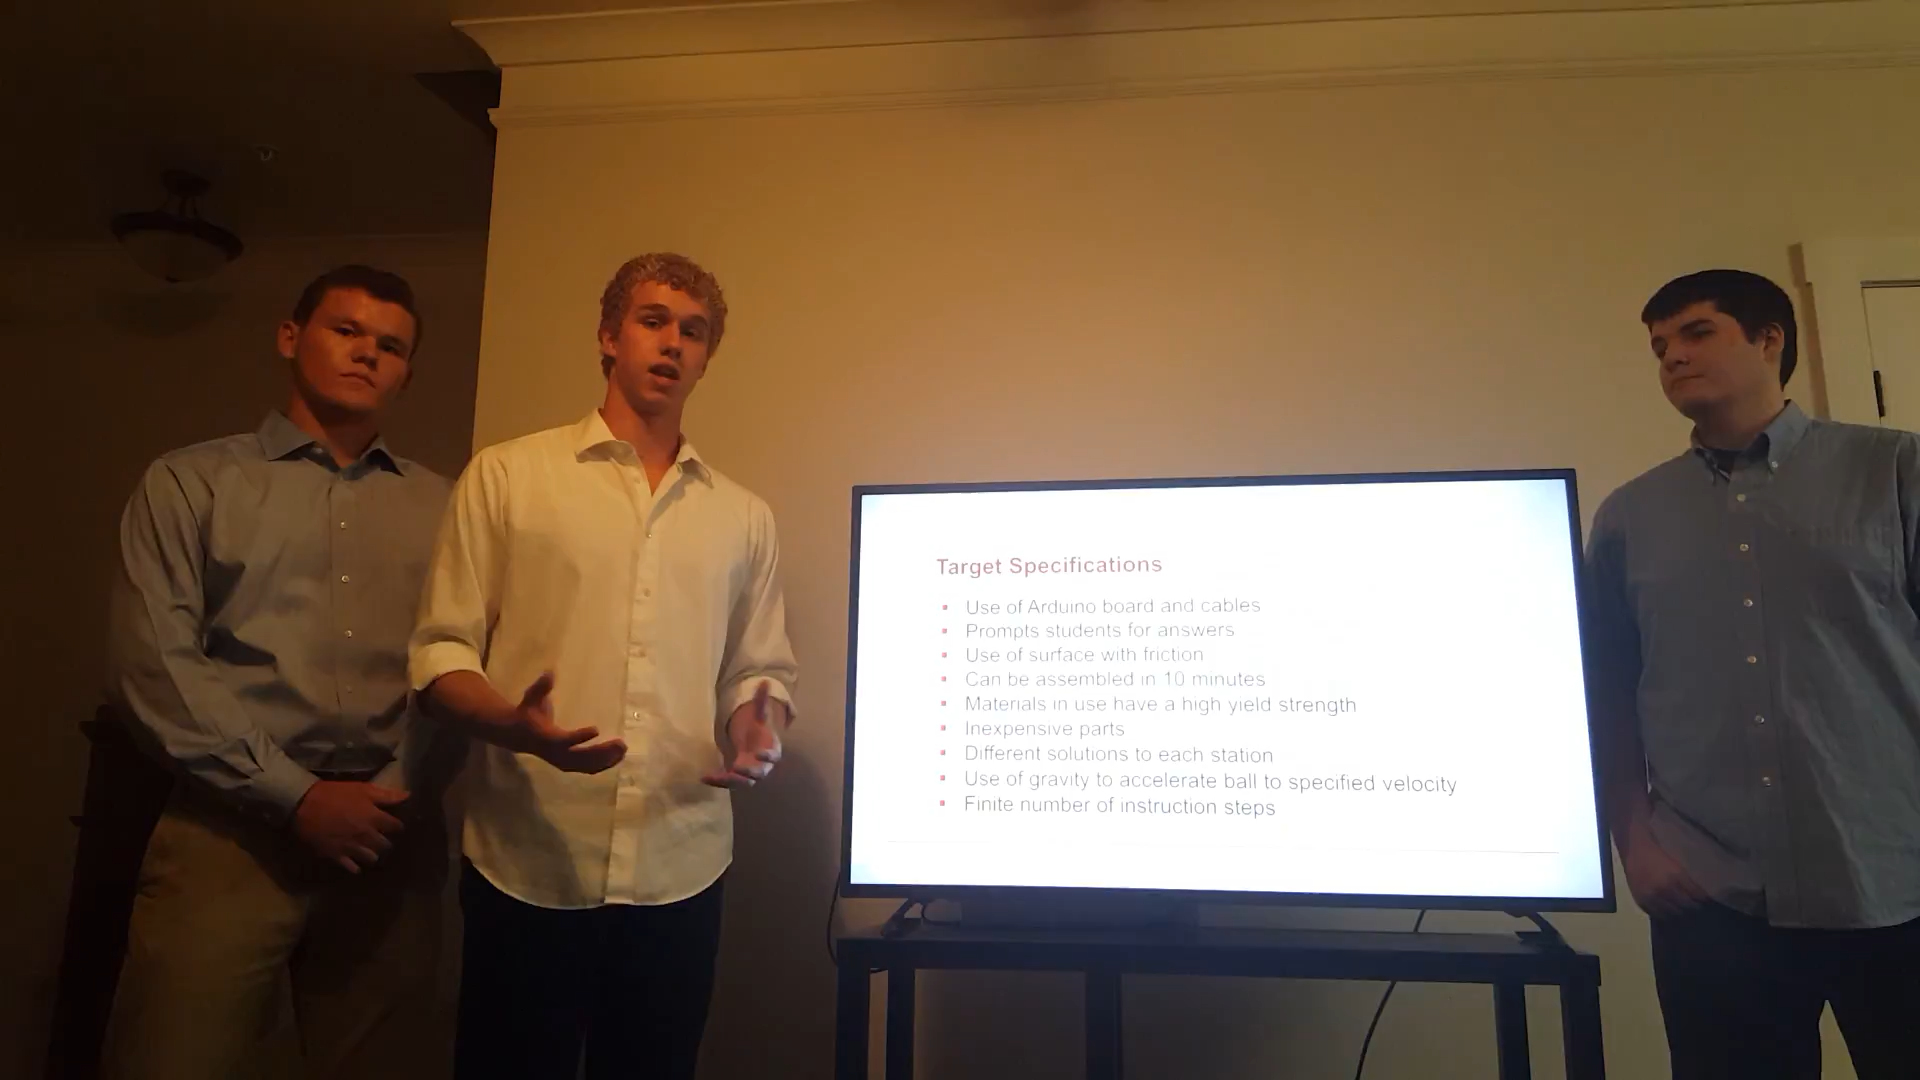 Target Specifications
Use of Arduino board and cables
Prompts students for answers
Use of surface with friction
Can be assembled in 10 minutes
Materials in use have a high yield strength
Inexpensive parts
Different solutions to each station
Use of gravity to accelerate ball to specified velocity
Finite number of instruction steps